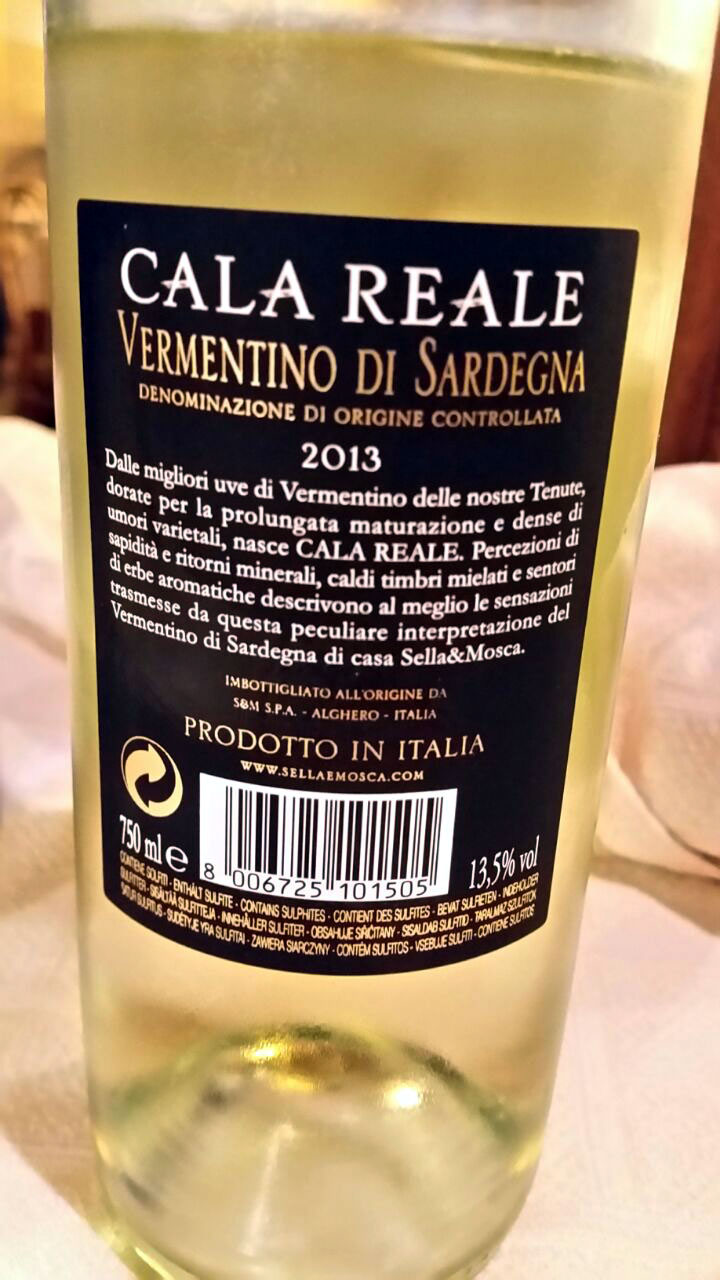 CALA REALE
VERMENTINO DI SARDEGNA
DENOMINAZIONE DI ORIGINE CONTROLLATA
2013
Dalle migliori uve di Vermentino delle nostre Tenute,
dorate per la prolungata maturazione e dense di
umori varietali, nasce CALA REALE. Percezioni di
sapidità e ritorni minerali, caldi timbri mielati e sentori
di erbe aromatiche descrivono al meglio le sensazioni
trasmesse da questa peculiare interpretazione del
Vermentino di Sardegna di casa Sella&Mosca.
IMBOTTIGLIATO ALL'ORIGINE DA
S&M S.P.A. - ALGHERO - ITALIA
PRODOTTO IN ITALIA
WWW.SELLAEMOSCA.COM
750 ml e
8 006725 101505
13,5% vol
CONTIENE SOLFITI - ENTHÄLT SULFITE - CONTAINS SULPHITES - CONTIENT DES SULFITES - BEVAT SULFIETEN - INDEHOLDER
SULFITTER - SISÄLTÄÄ SULFIITTEJA - INNEHÅLLER SULFITER - OBSAHUJE SIŘIČITANY - SISALDAB SULFITID - TARTALMAZ SZULFITOK
SATUR SULFITUS - SUDĖTYJE YRA SULFITAI - ZAWIERA SIARCZYNY - CONTÉM SULFITOS - VSEBUJE SULFITI - CONTIENE SULFITOS